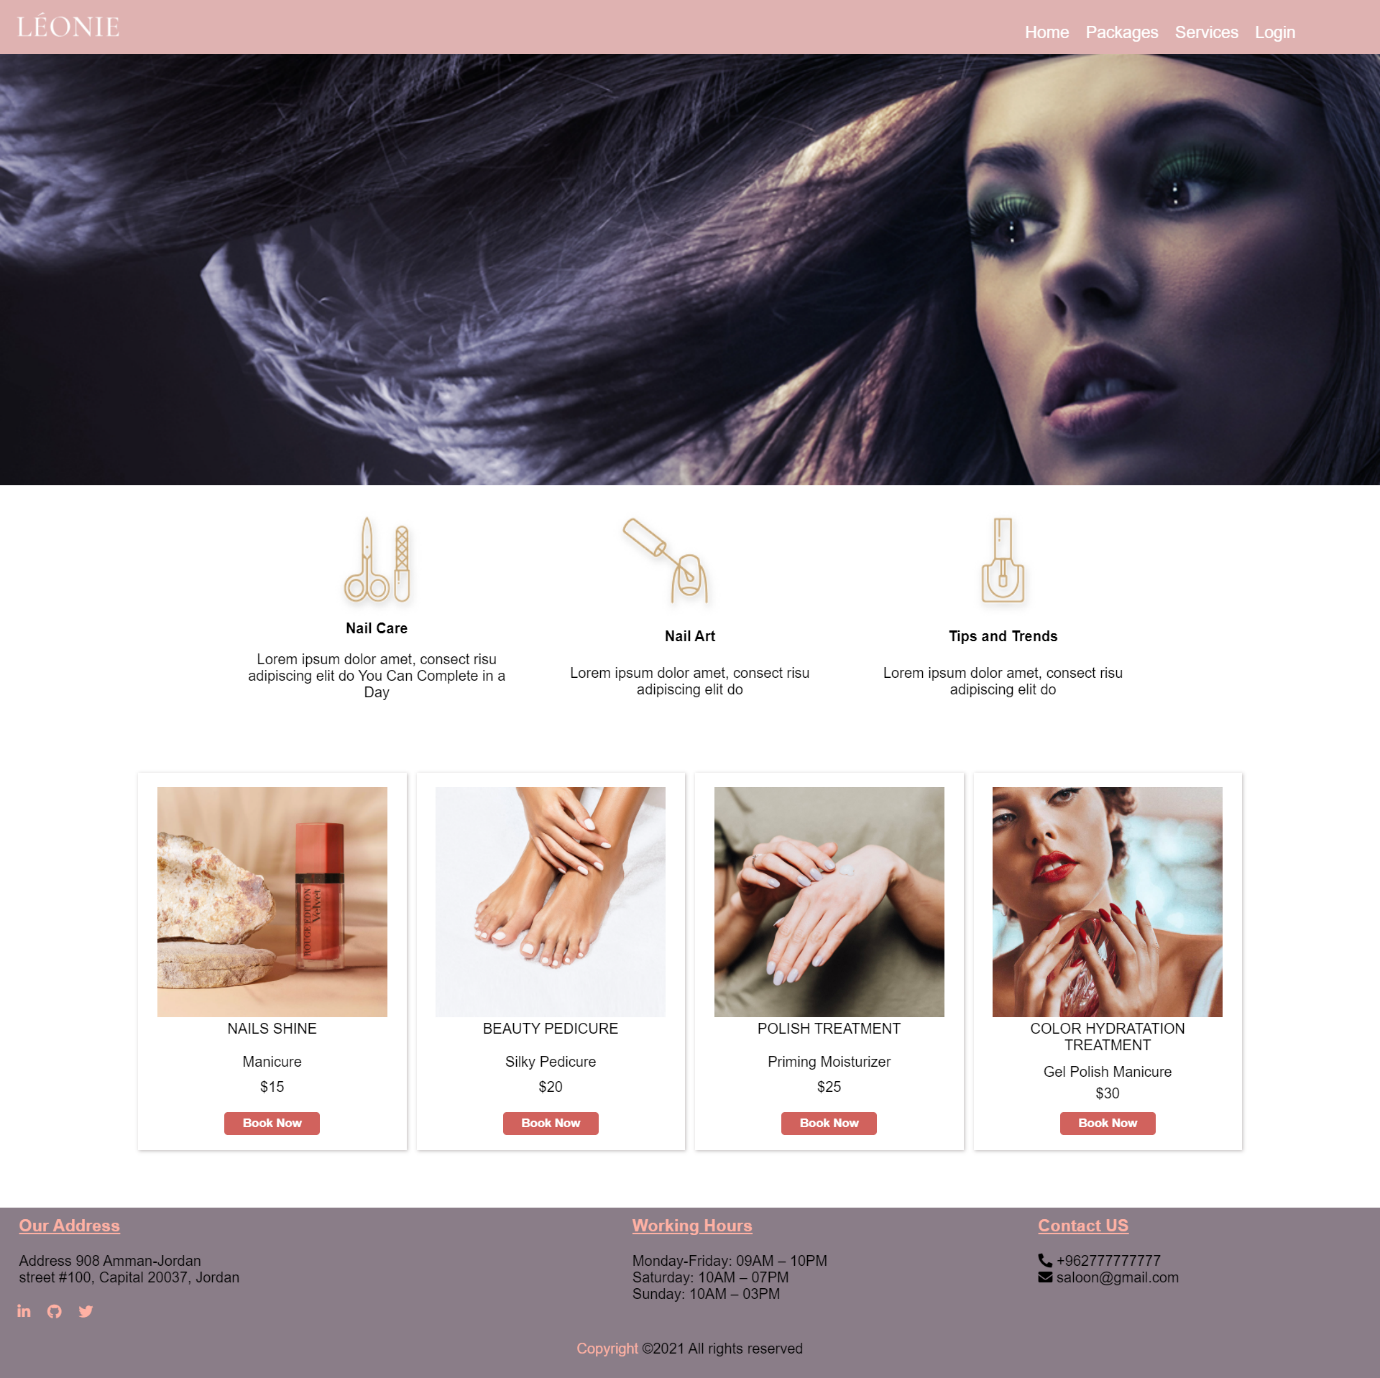 LÉONIE
Home Packages Services Login
Nail Care
Lorem ipsum dolor amet, consect risu
adipiscing elit do You Can Complete in a
Day
Nail Art
Lorem ipsum dolor amet, consect risu
adipiscing elit do
Tips and Trends
Lorem ipsum dolor amet, consect risu
adipiscing elit do
ROUGE EDITION
Velvet
NAILS SHINE
Manicure
$15
Book Now
BEAUTY PEDICURE
Silky Pedicure
$20
Book Now
POLISH TREATMENT
Priming Moisturizer
$25
Book Now
COLOR HYDRATATION
TREATMENT
Gel Polish Manicure
$30
Book Now
Our Address
Address 908 Amman-Jordan
street #100, Capital 20037, Jordan
Working Hours
Monday-Friday: 09AM – 10PM
Saturday: 10AM – 07PM
Sunday: 10AM – 03PM
Contact US
+962777777777
saloon@gmail.com
Copyright ©2021 All rights reserved